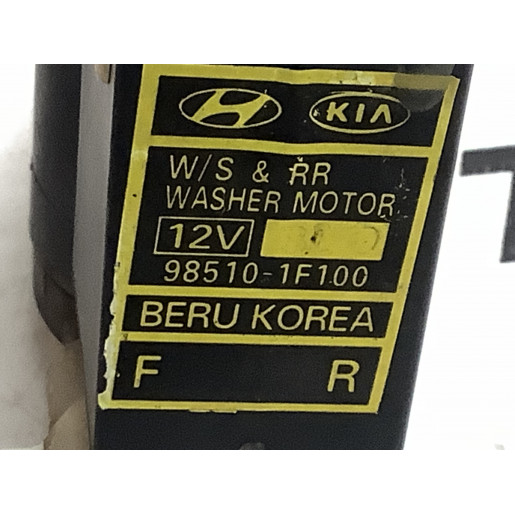 KIA
W/S & RR
WASHER MOTOR
12V
98510-1F100
BERU KOREA
F R